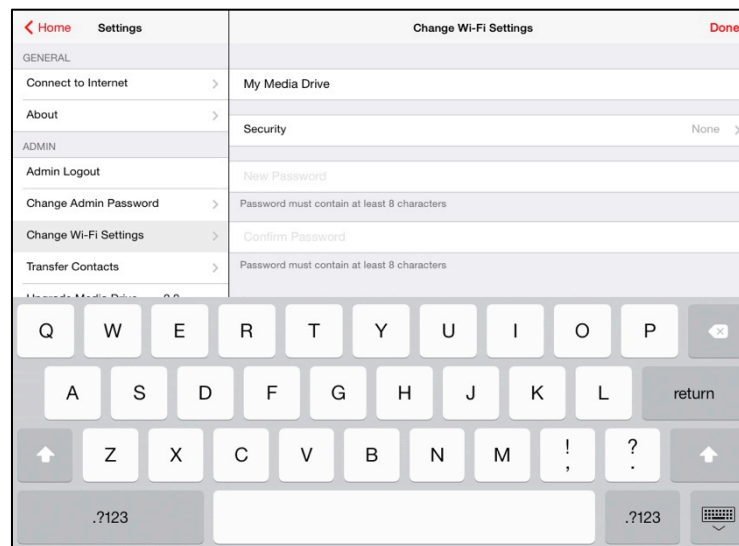 Home Settings Change Wi-Fi Settings Done
GENERAL
Connect to Internet
About
ADMIN
Admin Logout
Change Admin Password
Change Wi-Fi Settings
Transfer Contacts
My Media Drive
Security None
New Password
Password must contain at least 8 characters
Confirm Password
Password must contain at least 8 characters
Q W E R T Y U I O P
A S D F G H J K L return
Z X C V B N M ! , ? .
.?123 .?123